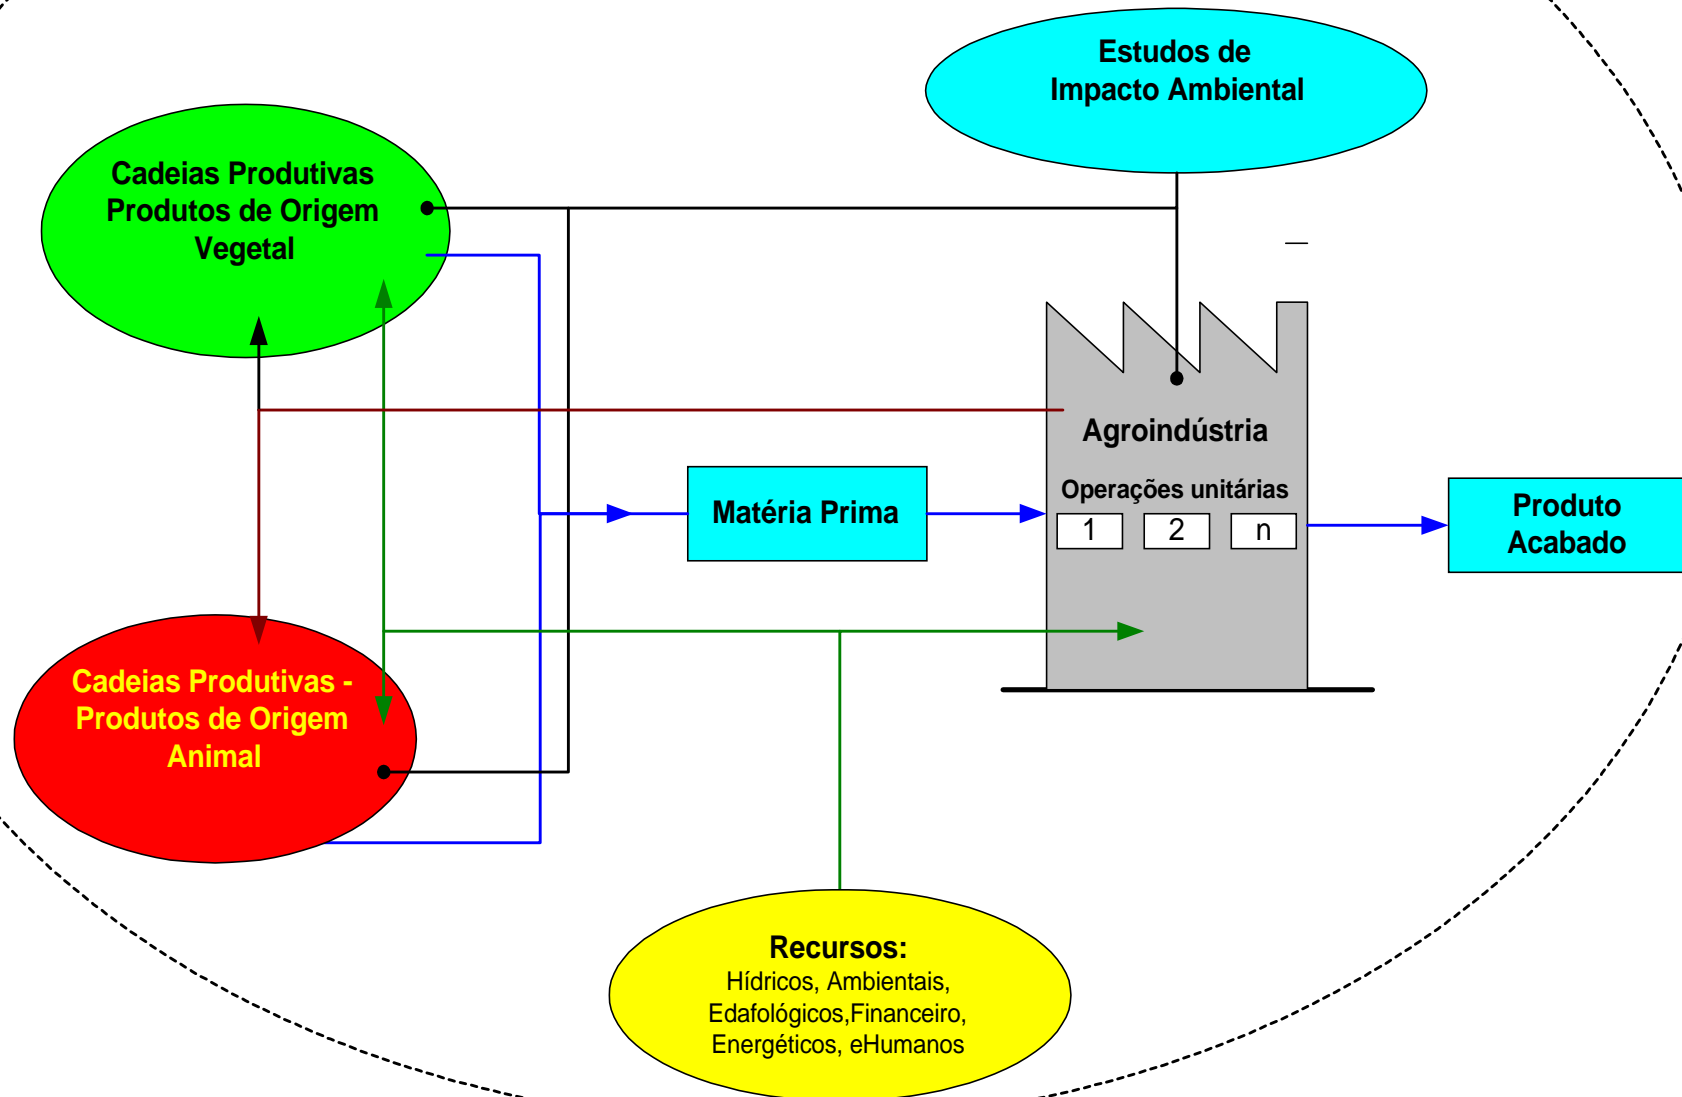 Estudos de
Impacto Ambiental
Cadeias Produtivas
Produtos de Origem
Vegetal
Agroindústria
Operações unitárias
1 2 n
Matéria Prima
Produto
Acabado
Cadeias Produtivas -
Produtos de Origem
Animal
Recursos:
Hídricos, Ambientais,
Edafológicos,Financeiro,
Energéticos, eHumanos